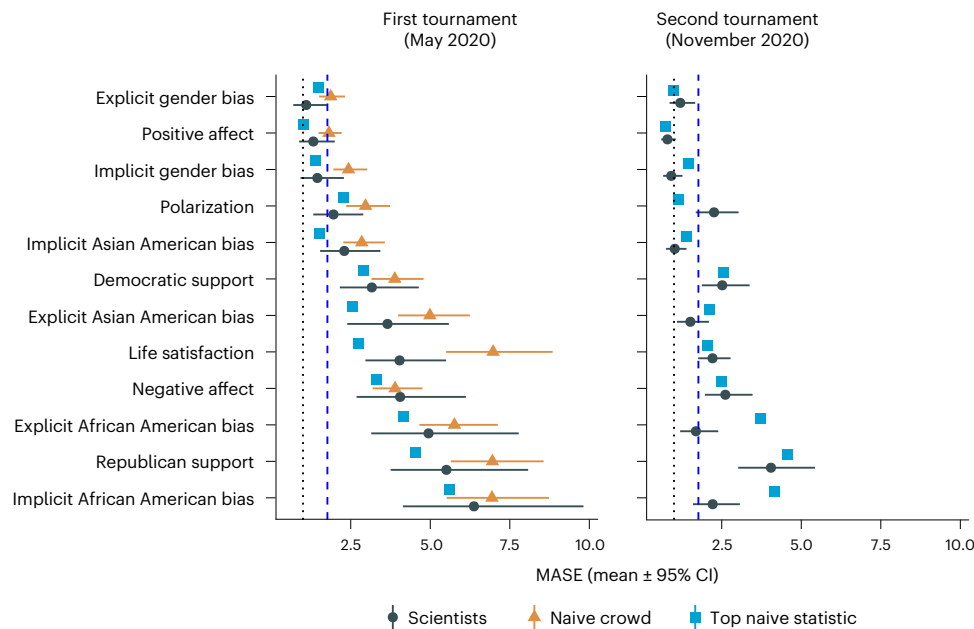 First tournament
(May 2020)
Second tournament
(November 2020)
Explicit gender bias
Positive affect
Implicit gender bias
Polarization
Implicit Asian American bias
Democratic support
Explicit Asian American bias
Life satisfaction
Negative affect
Explicit African American bias
Republican support
Implicit African American bias
2.5 5.0 7.5 10.0 2.5 5.0 7.5 10.0
MASE (mean ± 95% CI)
Scientists Naive crowd Top naive statistic